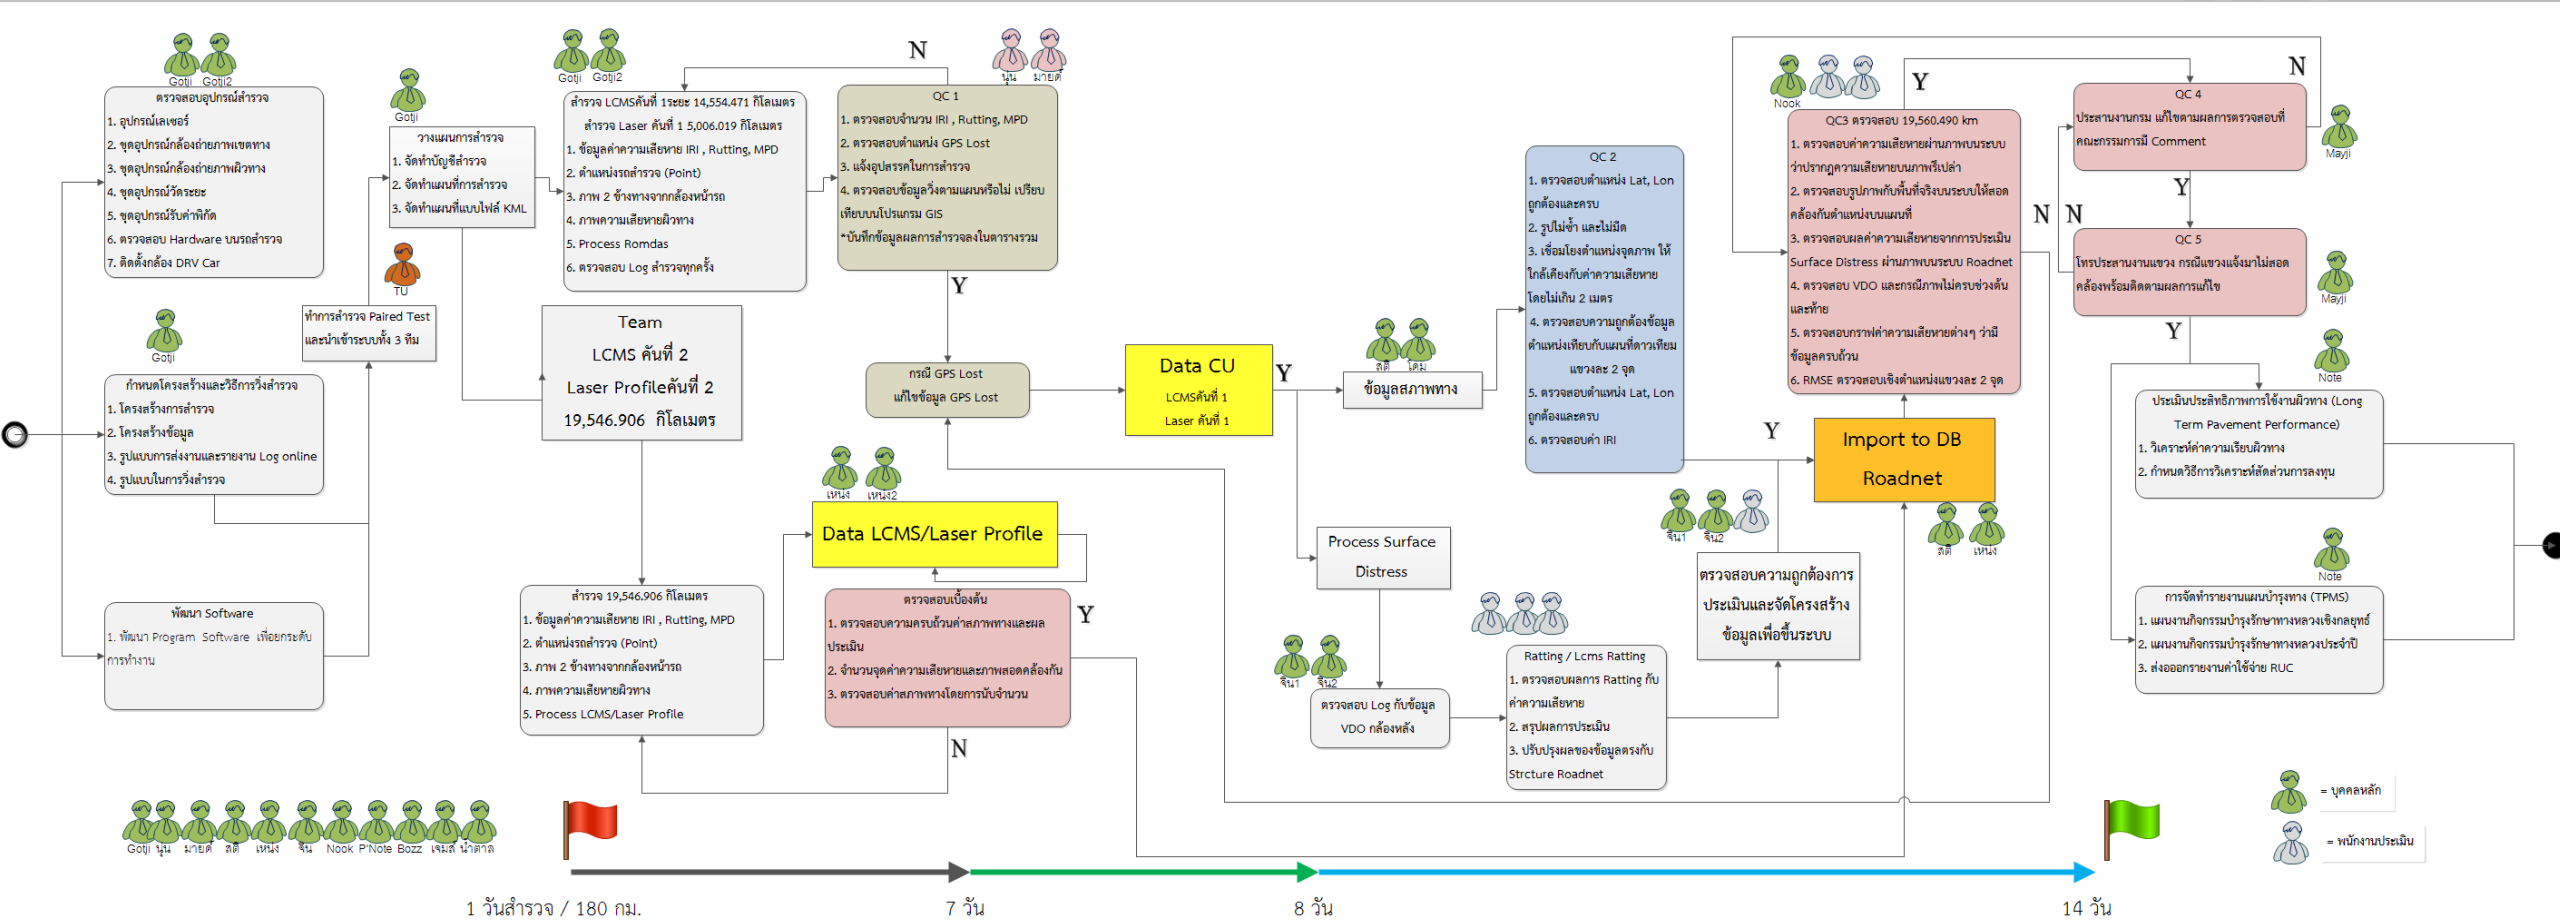 Gotji
Gotji2
ตรวจสอบอุปกรณ์สำรวจ
1. อุปกรณ์เลเซอร์
2. ชุดอุปกรณ์กล้องถ่ายภาพเขตทาง
3. ชุดอุปกรณ์กล้องถ่ายภาพผิวทาง
4. ชุดอุปกรณ์วัดระยะ
5. ชุดอุปกรณ์รับค่าพิกัด
6. ตรวจสอบ Hardware บนรถสำรวจ
7. ติดตั้งกล้อง DRV Car
Gotji
กำหนดโครงสร้างและวิธีการวิ่งสำรวจ
1. โครงสร้างการสำรวจ
2. โครงสร้างข้อมูล
3. รูปแบบการส่งงานและรายงาน Log online
4. รูปแบบในการวิ่งสำรวจ
พัฒนา Software
1. พัฒนา Program Software เพื่อยกระดับ
การทำงาน
Gotji
วางแผนการสำรวจ
1. จัดทำบัญชีสำรวจ
2. จัดทำแผนที่การสำรวจ
3. จัดทำแผนที่แบบไฟล์ KML
TU
ทำการสำรวจ Paired Test
และนำเข้าระบบทั้ง 3 ทีม
Gotji
Gotji2
สำรวจ LCMSคันที่ 1ระยะ 14,554.471 กิโลเมตร
สำรวจ Laser คันที่ 1 5,006.019 กิโลเมตร
1. ข้อมูลค่าความเสียหาย IRI , Rutting, MPD
2. ตำแหน่งรถสำรวจ (Point)
3. ภาพ 2 ข้างทางจากกล้องหน้ารถ
4. ภาพความเสียหายผิวทาง
5. Process Romdas
6. ตรวจสอบ Log สำรวจทุกครั้ง
Team
LCMS คันที่ 2
Laser Profileคันที่ 2
19,546.906 กิโลเมตร
สำรวจ 19,546.906 กิโลเมตร
1. ข้อมูลค่าความเสียหาย IRI , Rutting, MPD
2. ตำแหน่งรถสำรวจ (Point)
3. ภาพ 2 ข้างทางจากกล้องหน้ารถ
4. ภาพความเสียหายผิวทาง
5. Process LCMS/Laser Profile
N
นุ่น
มายด์
QC 1
1. ตรวจสอบจำนวน IRI , Rutting, MPD
2. ตรวจสอบตำแหน่ง GPS Lost
3. แจ้งอุปสรรคในการสำรวจ
4. ตรวจสอบข้อมูลวิ่งตามแผนหรือไม่ เปรียบ
เทียบบนโปรแกรม GIS
*บันทึกข้อมูลผลการสำรวจลงในตารางรวม
Y
กรณี GPS Lost
แก้ไขข้อมูล GPS Lost
เหน่ง
เหน่ง2
Data LCMS/Laser Profile
ตรวจสอบเบื้องต้น
1. ตรวจสอบความครบถ้วนค่าสภาพทางและผล
ประเมิน
2. จำนวนจุดค่าความเสียหายและภาพสอดคล้องกัน
3. ตรวจสอบค่าสภาพทางโดยการนับจำนวน
Y
N
Data CU
LCMSคันที่ 1
Laser คันที่ 1
Y
สติ
โดม
ข้อมูลสภาพทาง
Process Surface
Distress
จีน1
จีน2
ตรวจสอบ Log กับข้อมูล
VDO กล้องหลัง
Ratting / Lcms Ratting
1. ตรวจสอบผลการ Ratting กับ
ค่าความเสียหาย
2. สรุปผลการประเมิน
3. ปรับปรุงผลของข้อมูลตรงกับ
Strcture Roadnet
QC 2
1. ตรวจสอบตำแหน่ง Lat, Lon
ถูกต้องและครบ
2. รูปไม่ซ้ำ และไม่มืด
3. เชื่อมโยงตำแหน่งจุดภาพ ให้
ใกล้เคียงกับค่าความเสียหาย
โดยไม่เกิน 2 เมตร
4. ตรวจสอบความถูกต้องข้อมูล
ตำแหน่งเทียบกับแผนที่ดาวเทียม
แขวงละ 2 จุด
5. ตรวจสอบตำแหน่ง Lat, Lon
ถูกต้องและครบ
6. ตรวจสอบค่า IRI
จีน1
จีน2
ตรวจสอบความถูกต้องการ
ประเมินและจัดโครงสร้าง
ข้อมูลเพื่อขึ้นระบบ
Y
Nook
Y
QC3 ตรวจสอบ 19,560.490 km
1. ตรวจสอบค่าความเสียหายผ่านภาพบนระบบ
ว่าปรากฎความเสียหายบนภาพรึเปล่า
2. ตรวจสอบรูปภาพกับพื้นที่จริงบนระบบให้สอด
คล้องกันตำแหน่งบนแผนที่
3. ตรวจสอบผลค่าความเสียหายจากการประเมิน
Surface Distress ผ่านภาพบนระบบ Roadnet
4. ตรวจสอบ VDO และกรณีภาพไม่ครบช่วงต้น
และท้าย
5. ตรวจสอบกราฟค่าความเสียหายต่างๆ ว่ามี
ข้อมูลครบถ้วน
6. RMSE ตรวจสอบเชิงตำแหน่งแขวงละ 2 จุด
N
Import to DB
Roadnet
สติ
เหน่ง
N
QC 4
ประสานงานกรม แก้ไขตามผลการตรวจสอบที่
คณะกรรมการมี Comment
Mayji
Y
N
QC 5
โทรประสานงานแขวง กรณีแขวงแจ้งมาไม่สอด
คล้องพร้อมติดตามผลการแก้ไข
Mayji
Y
Note
ประเมินประสิทธิภาพการใช้งานผิวทาง (Long
Term Pavement Performance)
1. วิเคราะห์ค่าความเรียบผิวทาง
2. กำหนดวิธีการวิเคราะห์สัดส่วนการลงทุน
Note
การจัดทำรายงานแผนบำรุงทาง (TPMS)
1. แผนงานกิจกรรมบำรุงรักษาทางหลวงเชิงกลยุทธ์
2. แผนงานกิจกรรมบำรุงรักษาทางหลวงประจำปี
3. ส่งออกรายงานค่าใช้จ่าย RUC
= บุคคลหลัก
= พนักงานประเมิน
Gotji นุ่น มายด์ สติ เหน่ง จีน Nook P'Note Bozz เจมส์ น้ำตาล
1 วันสำรวจ / 180 กม.
7 วัน
8 วัน
14 วัน